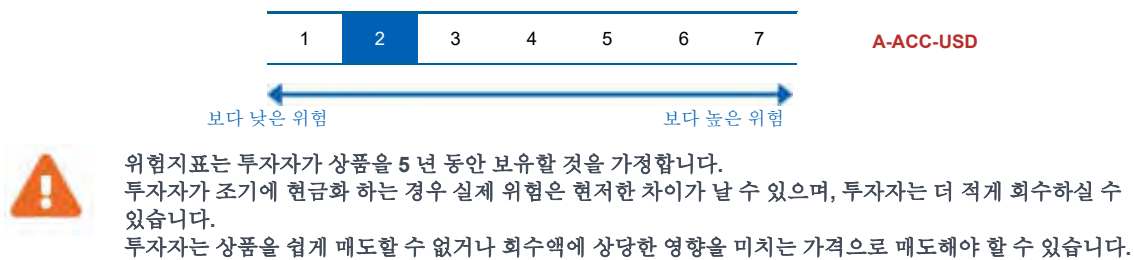 1 2 3 4 5 6 7 A-ACC-USD
보다 낮은 위험 보다 높은 위험
위험지표는 투자자가 상품을 5 년 동안 보유할 것을 가정합니다.
투자자가 조기에 현금화 하는 경우 실제 위험은 현저한 차이가 날 수 있으며, 투자자는 더 적게 회수하실 수
있습니다.
투자자는 상품을 쉽게 매도할 수 없거나 회수액에 상당한 영향을 미치는 가격으로 매도해야 할 수 있습니다.